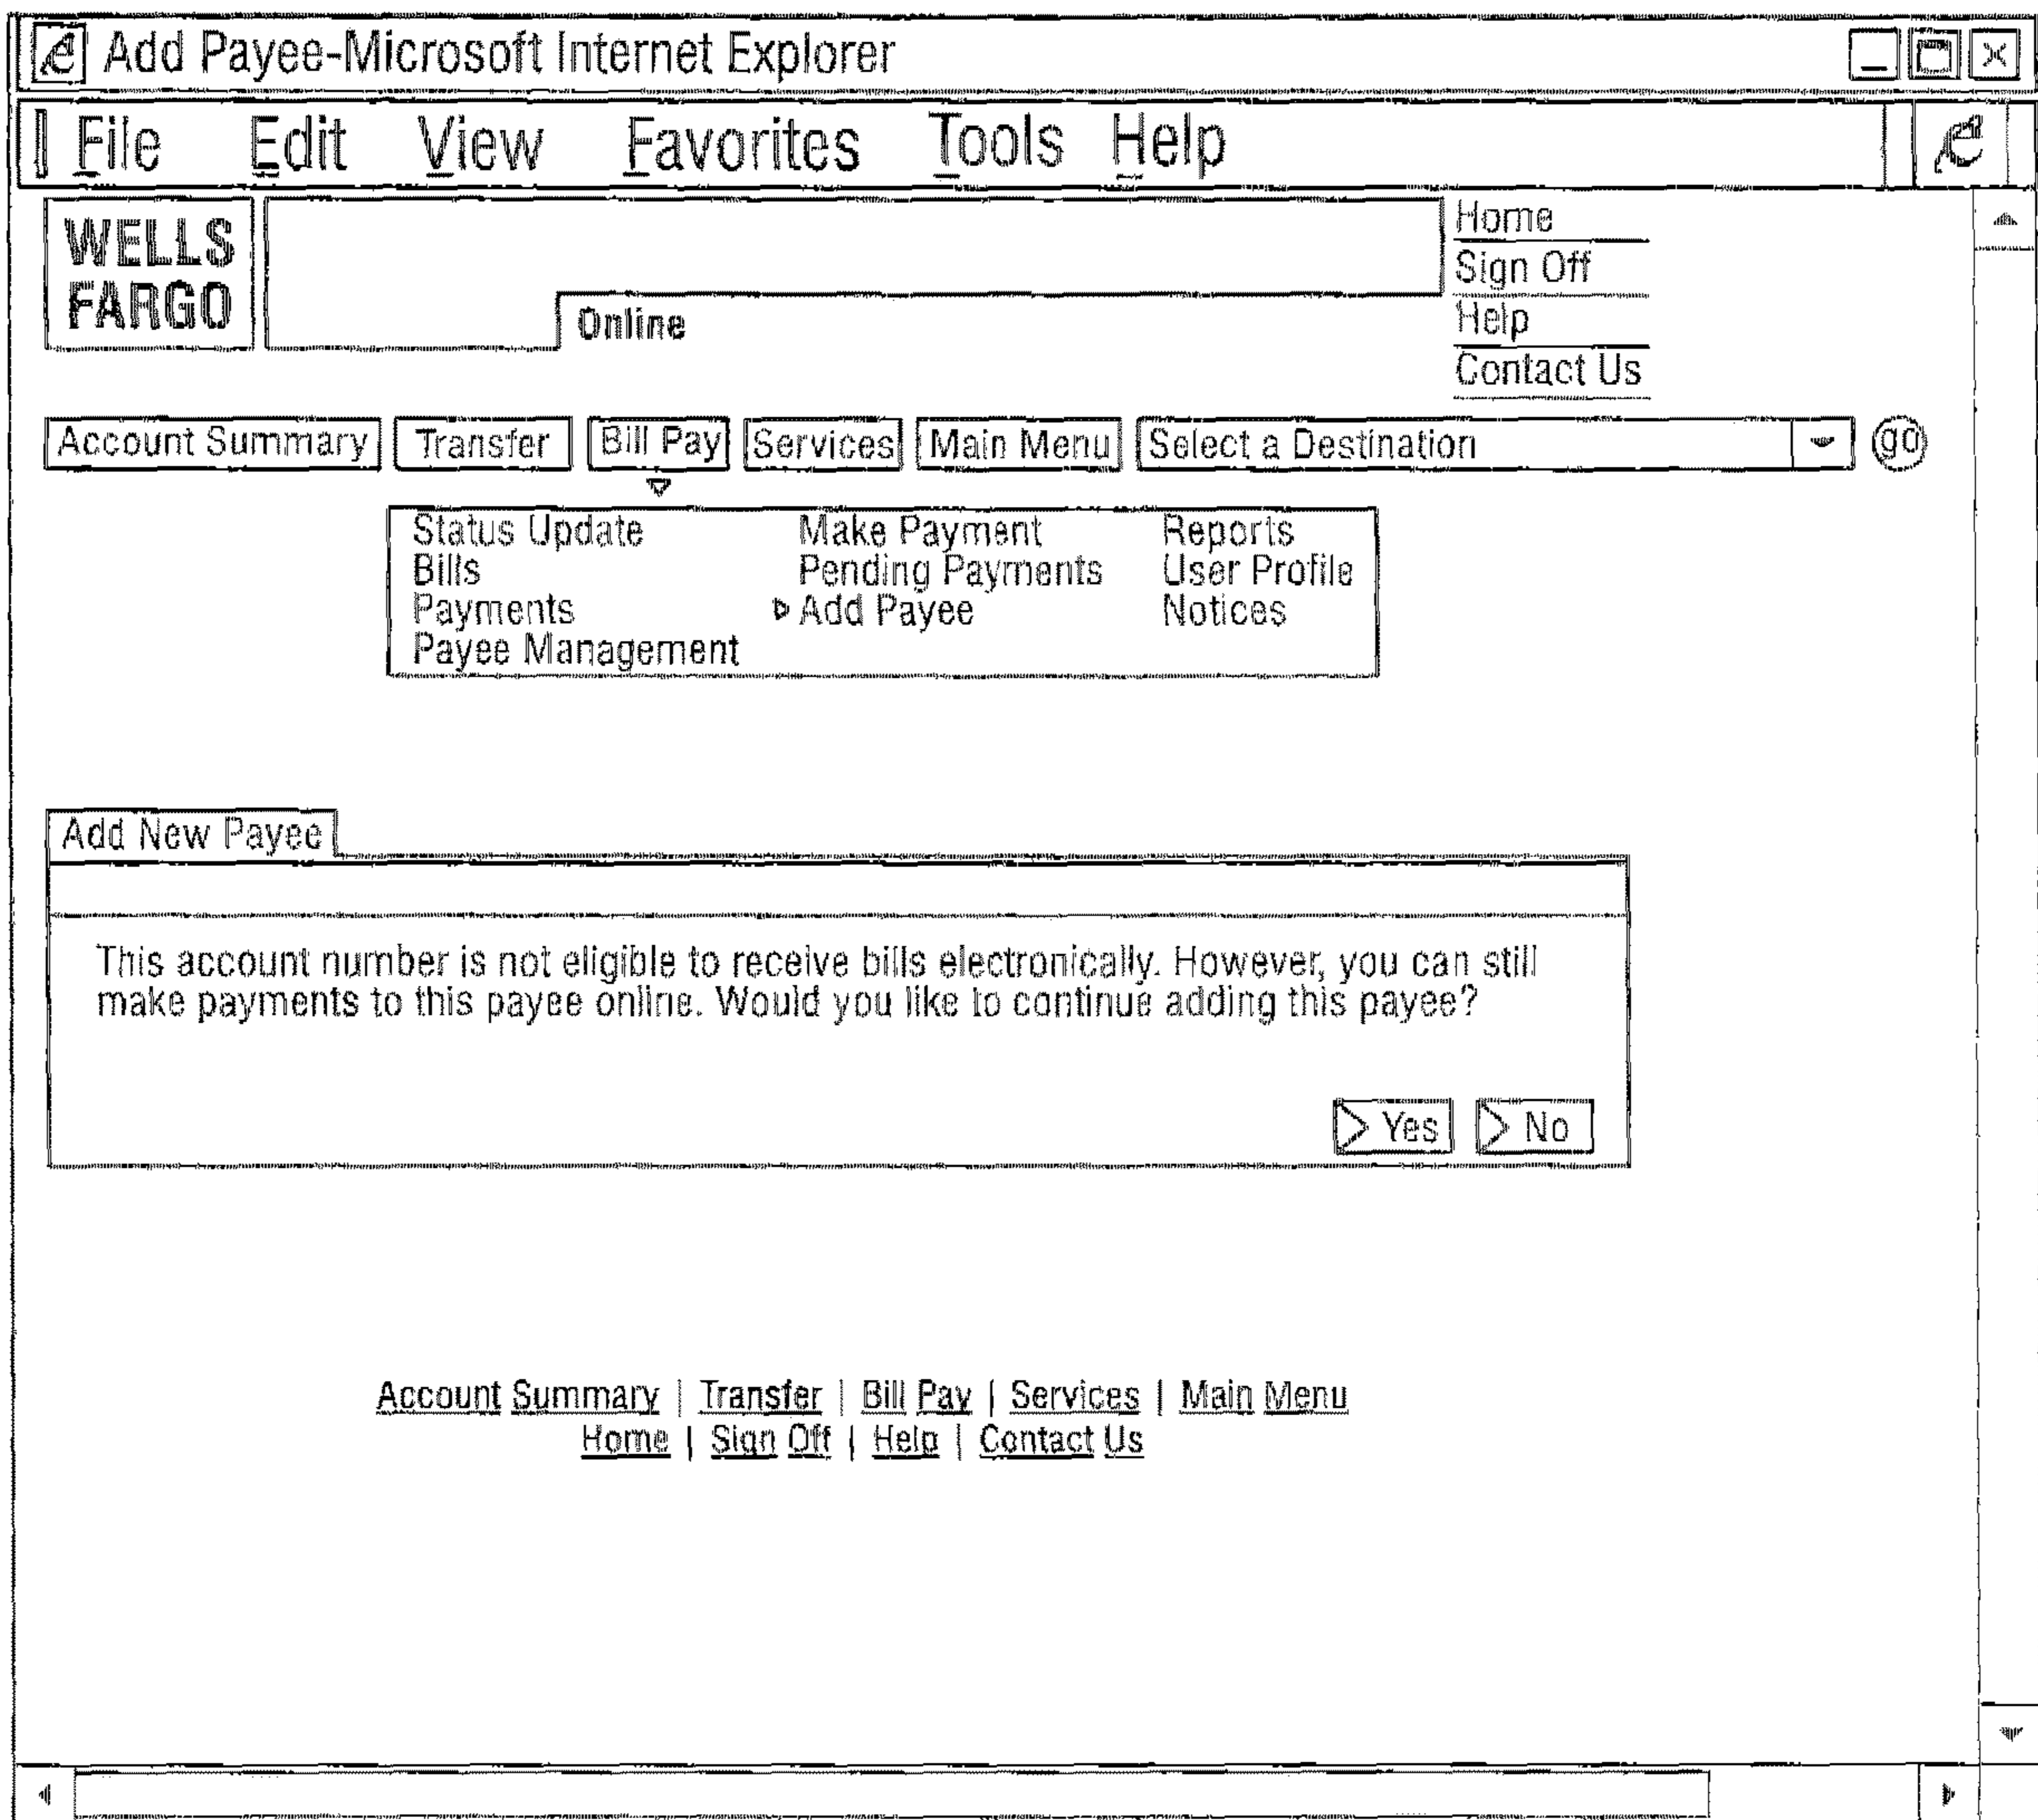 Add Payee-Microsoft Internet Explorer
File Edit View Favorites Tools Help
WELLS
FARGO
Online
Home
Sign Off
Help
Contact Us
Account Summary Transfer Bill Pay Services Main Menu Select a Destination go
Status Update Make Payment Reports
Bills Pending Payments User Profile
Payments Add Payee Notices
Payee Management
Add New Payee
This account number is not eligible to receive bills electronically. However, you can still
make payments to this payee online. Would you like to continue adding this payee?
Yes No
Account Summary | Transfer | Bill Pay | Services | Main Menu
Home | Sign Off | Help | Contact Us